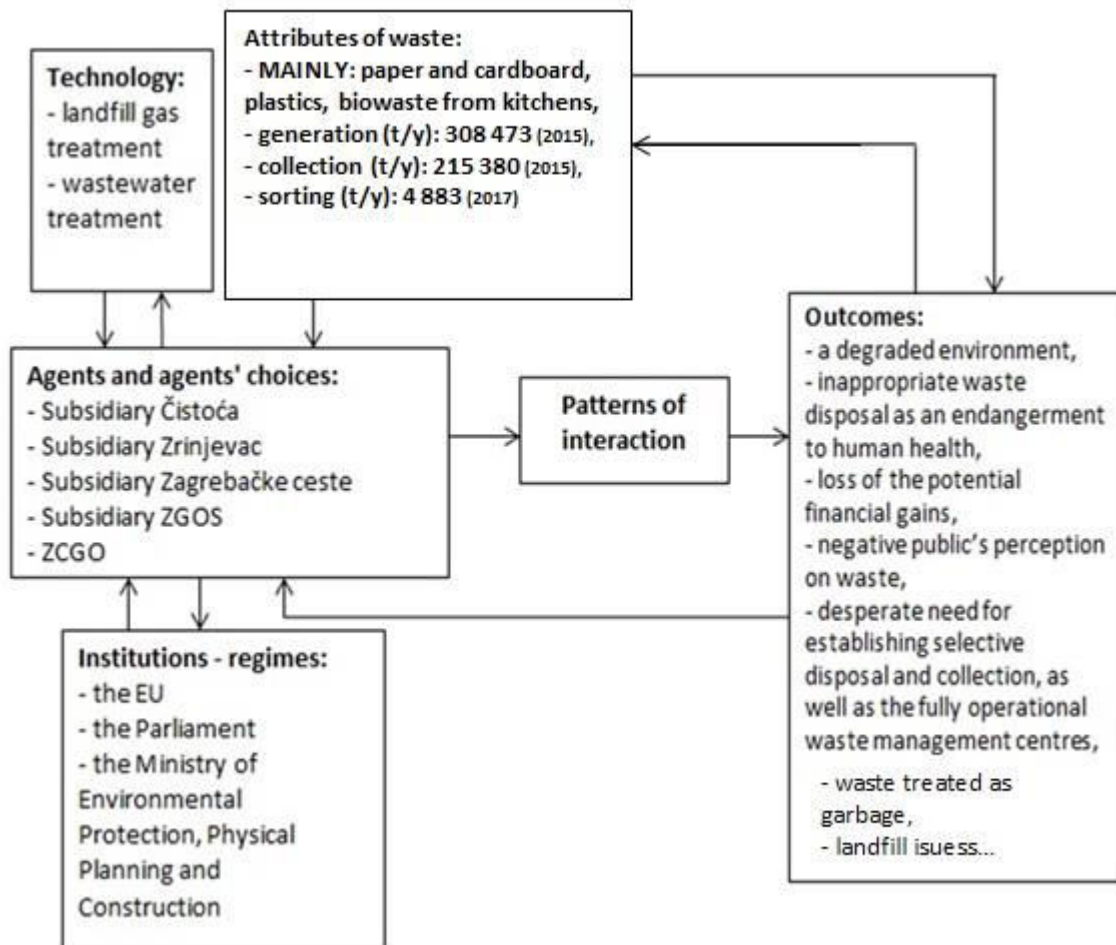 Technology:
- landfill gas
treatment
- wastewater
treatment
Attributes of waste:
- MAINLY: paper and cardboard,
plastics, biowaste from kitchens,
- generation (t/y): 308 473 (2015),
- collection (t/y): 215 380 (2015),
- sorting (t/y): 4 883 (2017)
Agents and agents' choices:
- Subsidiary Čistoća
- Subsidiary Zrinjevac
- Subsidiary Zagrebačke ceste
- Subsidiary ZGOS
- ZCGO
Patterns of
interaction
Outcomes:
- a degraded environment,
- inappropriate waste
disposal as an endangerment
to human health,
- loss of the potential
financial gains,
- negative public’s perception
on waste,
- desperate need for
establishing selective
disposal and collection, as
well as the fully operational
waste management centres,
- waste treated as
garbage,
- landfill isuess...
Institutions - regimes:
- the EU
- the Parliament
- the Ministry of
Environmental
Protection, Physical
Planning and
Construction